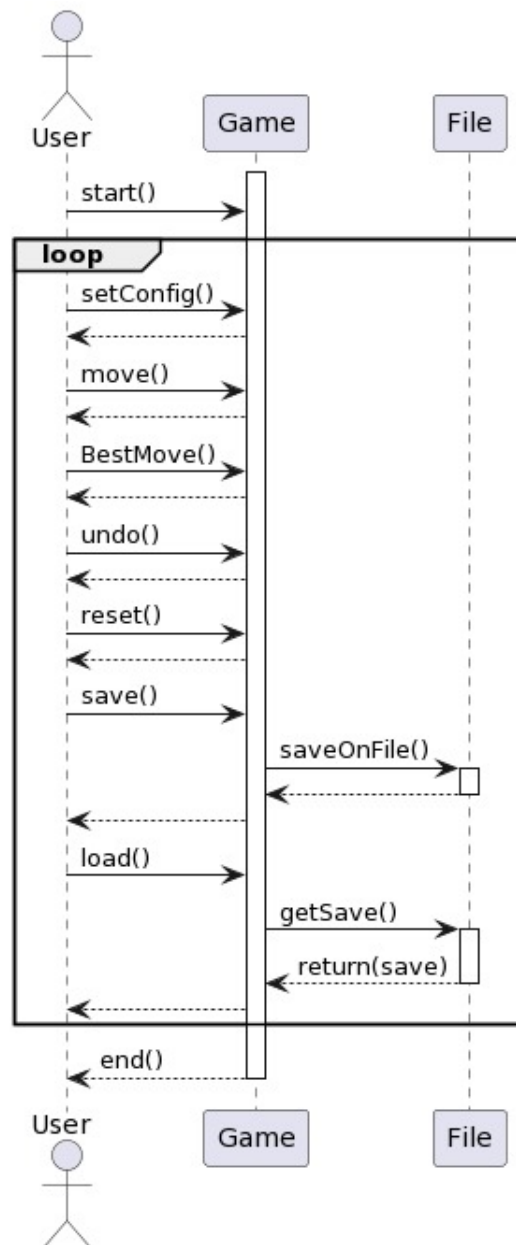 User
Game
File
start()
loop
setConfig()
move()
BestMove()
undo()
reset()
save()
saveOnFile()
load()
getSave()
return(save)
end()
User
Game
File